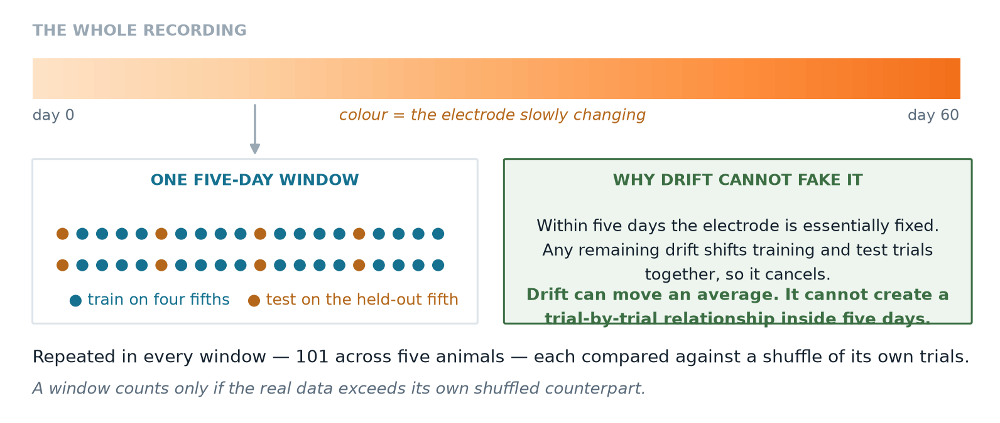 THE WHOLE RECORDING
day 0
colour = the electrode slowly changing
day 60
ONE FIVE-DAY WINDOW
train on four fifths
test on the held-out fifth
WHY DRIFT CANNOT FAKE IT
Within five days the electrode is essentially fixed.
Any remaining drift shifts training and test trials
together, so it cancels.
Drift can move an average. It cannot create a
trial-by-trial relationship inside five days.
Repeated in every window — 101 across five animals — each compared against a shuffle of its own trials.
A window counts only if the real data exceeds its own shuffled counterpart.